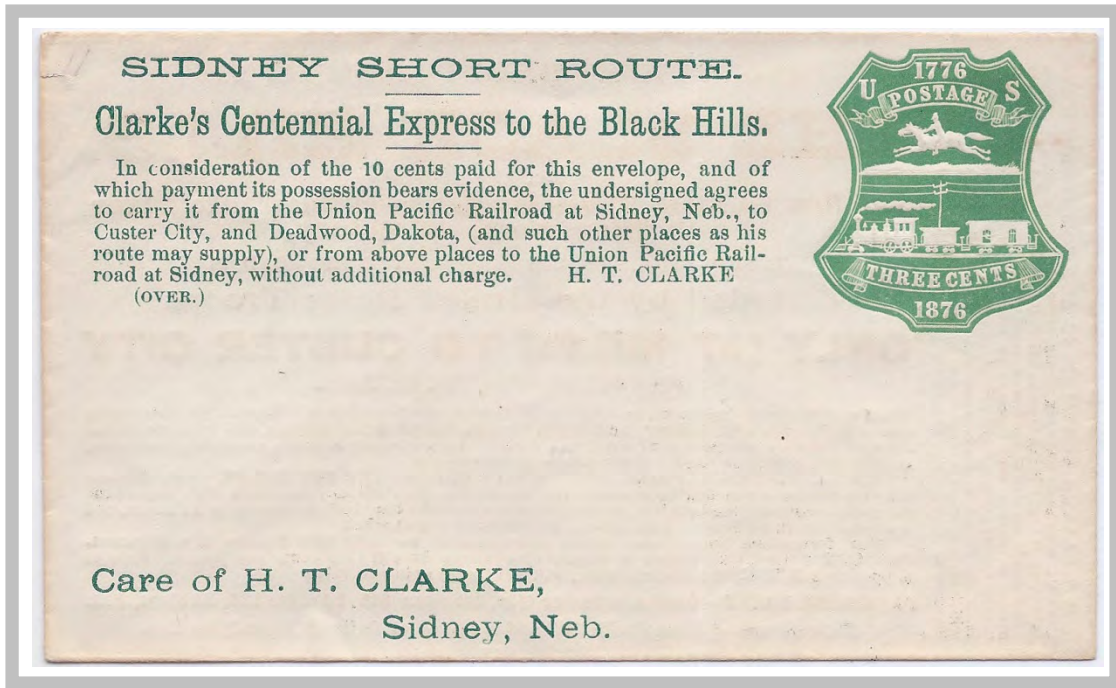 SIDNEY SHORT ROUTE.
Clarke's Centennial Express to the Black Hills.
In consideration of the 10 cents paid for this envelope, and of
which payment its possession bears evidence, the undersigned agrees
to carry it from the Union Pacific Railroad at Sidney, Neb., to
Custer City, and Deadwood, Dakota, (and such other places as his
route may supply), or from above places to the Union Pacific Rail-
road at Sidney, without additional charge. H. T. CLARKE
(OVER.)
1776
U POSTAGE S
THREE CENTS
1876
Care of H. T. CLARKE,
Sidney, Neb.